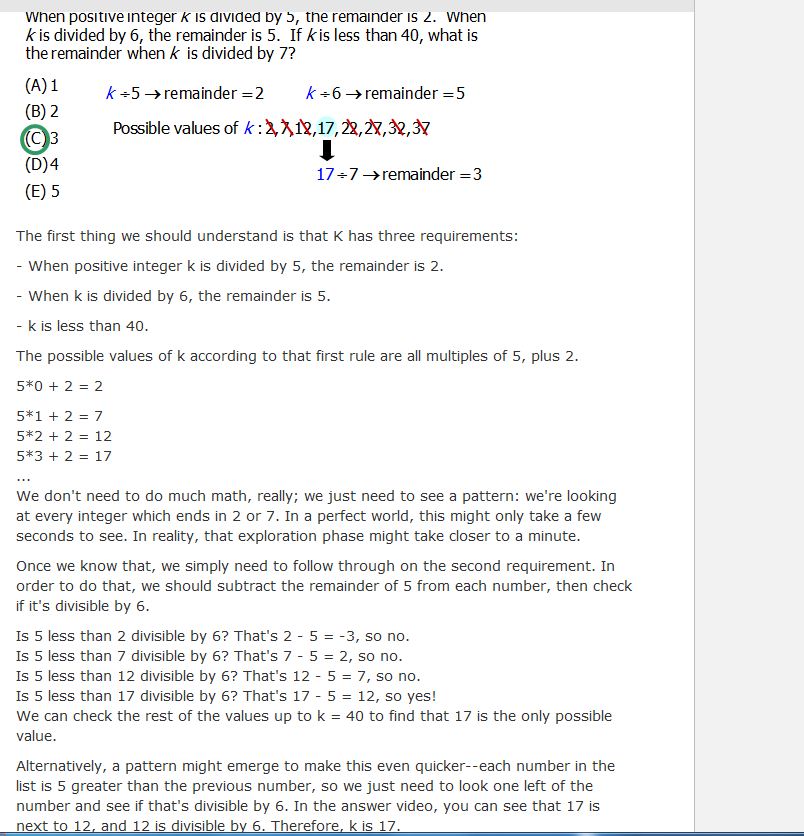 When positive integer k is divided by 5, the remainder is 2. When
k is divided by 6, the remainder is 5. If k is less than 40, what is
the remainder when k is divided by 7?
(A) 1
k ÷5 → remainder = 2 k ÷6 → remainder = 5
(B) 2
Possible values of k : 2, 7, 12, 17, 22, 27, 32, 37
(C) 3
(D) 4
17 ÷ 7 → remainder = 3
(E) 5
The first thing we should understand is that K has three requirements:
- When positive integer k is divided by 5, the remainder is 2.
- When k is divided by 6, the remainder is 5.
- k is less than 40.
The possible values of k according to that first rule are all multiples of 5, plus 2.
5*0 + 2 = 2
5*1 + 2 = 7
5*2 + 2 = 12
5*3 + 2 = 17
...
We don't need to do much math, really; we just need to see a pattern: we're looking
at every integer which ends in 2 or 7. In a perfect world, this might only take a few
seconds to see. In reality, that exploration phase might take closer to a minute.
Once we know that, we simply need to follow through on the second requirement. In
order to do that, we should subtract the remainder of 5 from each number, then check
if it's divisible by 6.
Is 5 less than 2 divisible by 6? That's 2 - 5 = -3, so no.
Is 5 less than 7 divisible by 6? That's 7 - 5 = 2, so no.
Is 5 less than 12 divisible by 6? That's 12 - 5 = 7, so no.
Is 5 less than 17 divisible by 6? That's 17 - 5 = 12, so yes!
We can check the rest of the values up to k = 40 to find that 17 is the only possible
value.
Alternatively, a pattern might emerge to make this even quicker--each number in the
list is 5 greater than the previous number, so we just need to look one left of the
number and see if that's divisible by 6. In the answer video, you can see that 17 is
next to 12, and 12 is divisible by 6. Therefore, k is 17.